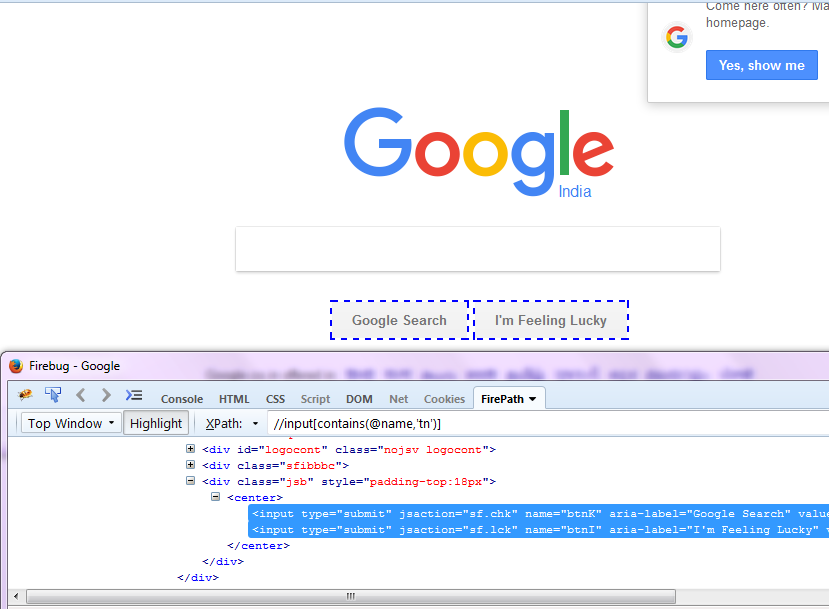 Come here often? Ma
homepage.
Yes, show me
Google
India
Google Search
I'm Feeling Lucky
Firebug - Google
Console HTML CSS Script DOM Net Cookies FirePath
Top Window Highlight XPath: //input[contains(@name,'tn')]
<div id="logocont" class="nojsv logocont">
<div class="sfibbbc">
<div class="jsb" style="padding-top:18px">
<center>
<input type="submit" jsaction="sf.chk" name="btnK" aria-label="Google Search" value
<input type="submit" jsaction="sf.lck" name="btnI" aria-label="I'm Feeling Lucky" v
</center>
</div>
</div>